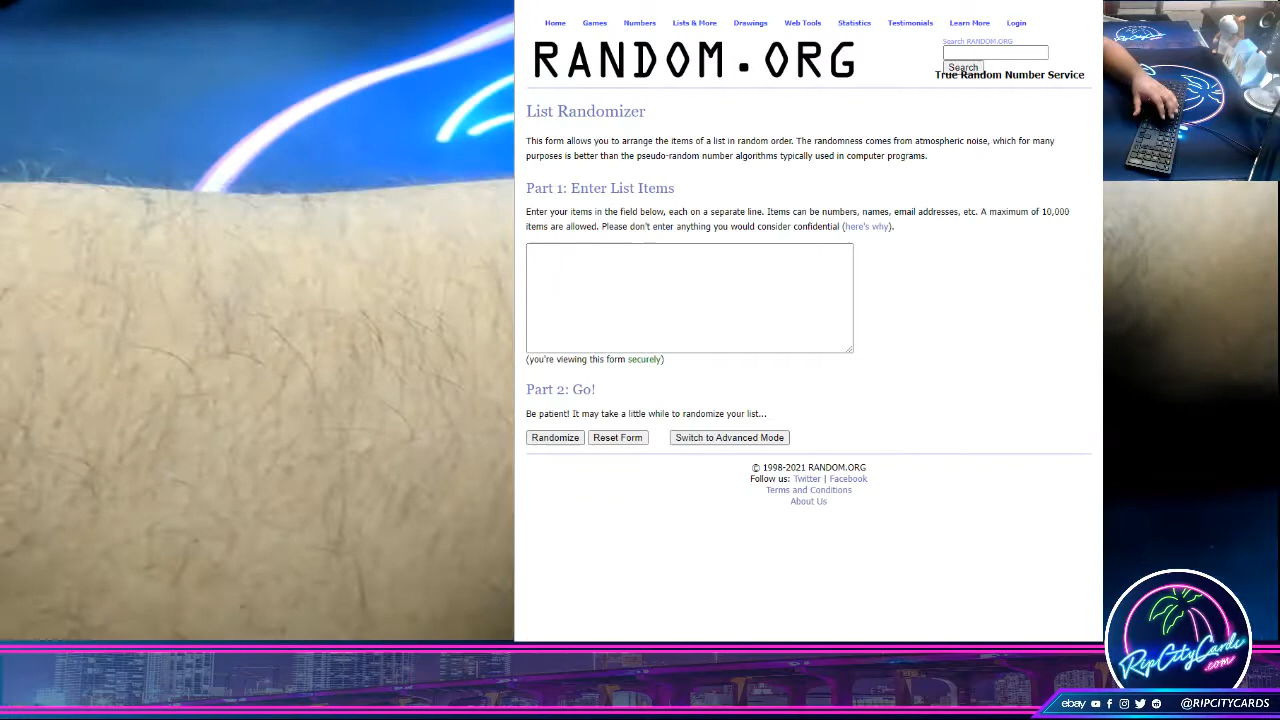 Home Games Numbers Lists & More Drawings Web Tools Statistics Testimonials Learn More Login
RANDOM.ORG
Search RANDOM.ORG
Search
True Random Number Service
List Randomizer
This form allows you to arrange the items of a list in random order. The randomness comes from atmospheric noise, which for many
purposes is better than the pseudo-random number algorithms typically used in computer programs.
Part 1: Enter List Items
Enter your items in the field below, each on a separate line. Items can be numbers, names, email addresses, etc. A maximum of 10,000
items are allowed. Please don't enter anything you would consider confidential (here's why).
(you're viewing this form securely)
Part 2: Go!
Be patient! It may take a little while to randomize your list...
Randomize Reset Form Switch to Advanced Mode
© 1998-2021 RANDOM.ORG
Follow us: Twitter | Facebook
Terms and Conditions
About Us
RipCityCards
.com
ebay @RIPCITYCARDS